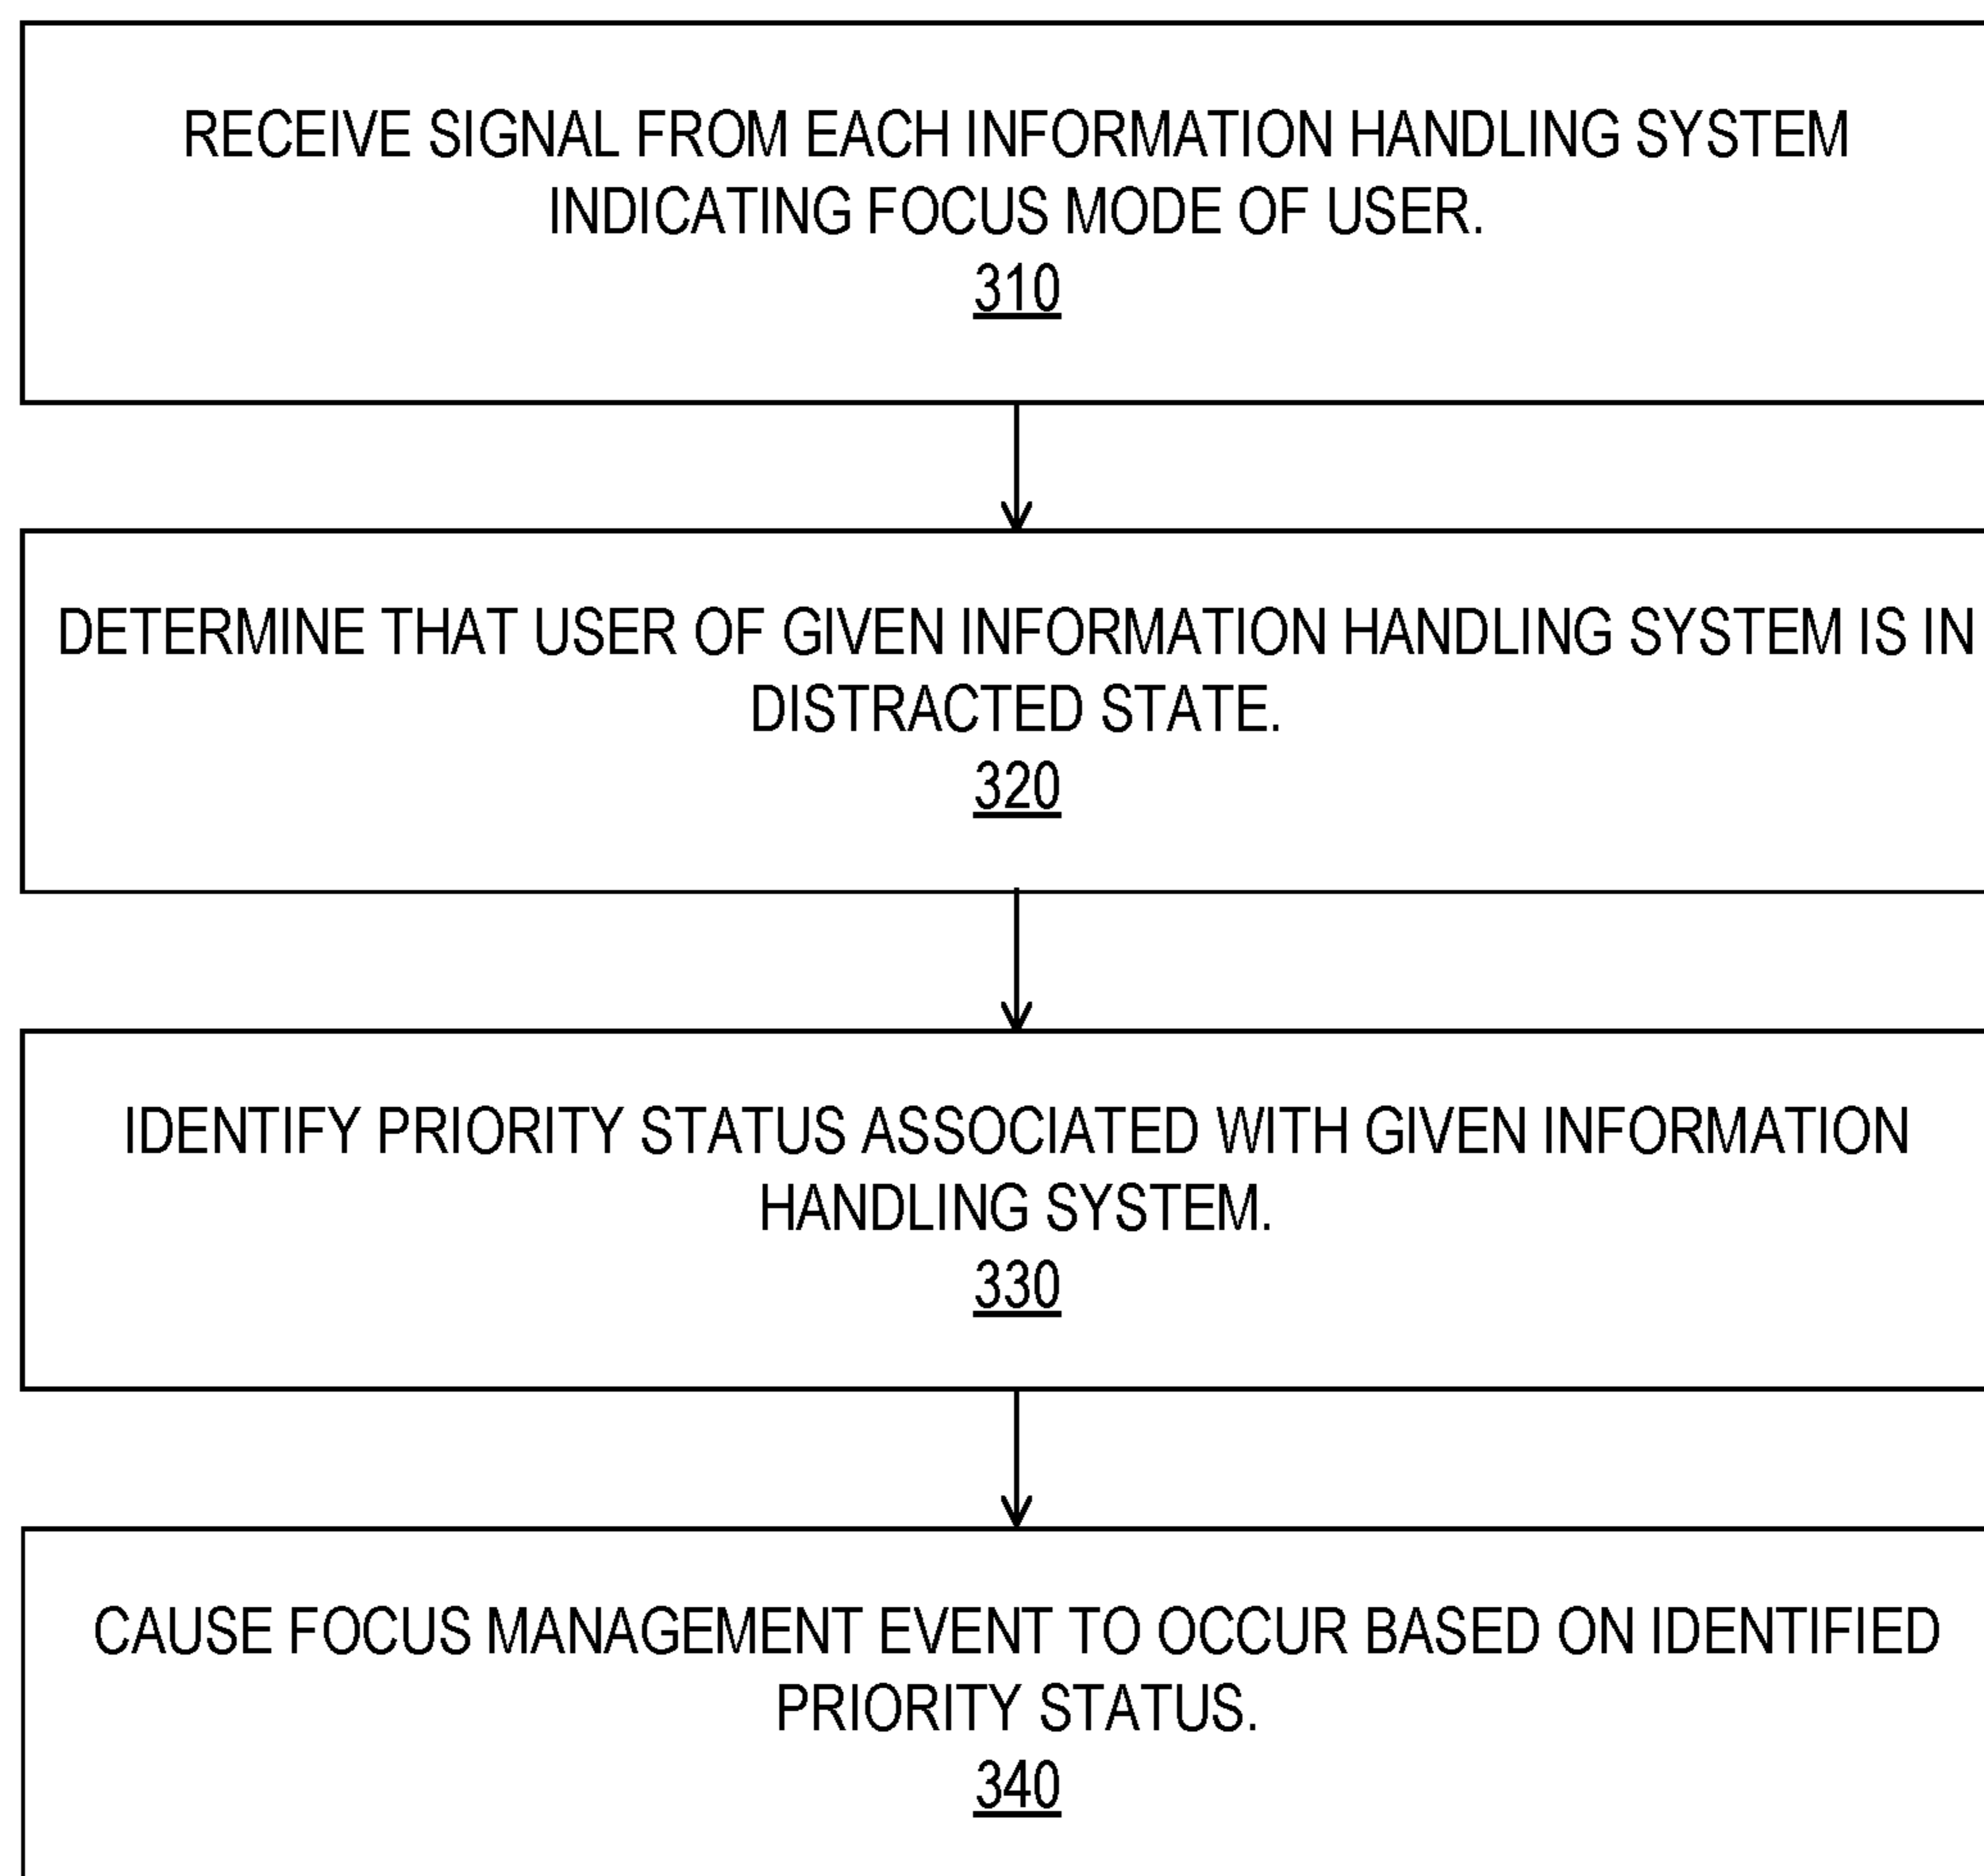 RECEIVE SIGNAL FROM EACH INFORMATION HANDLING SYSTEM
INDICATING FOCUS MODE OF USER.
310
DETERMINE THAT USER OF GIVEN INFORMATION HANDLING SYSTEM IS IN
DISTRACTED STATE.
320
IDENTIFY PRIORITY STATUS ASSOCIATED WITH GIVEN INFORMATION
HANDLING SYSTEM.
330
CAUSE FOCUS MANAGEMENT EVENT TO OCCUR BASED ON IDENTIFIED
PRIORITY STATUS.
340